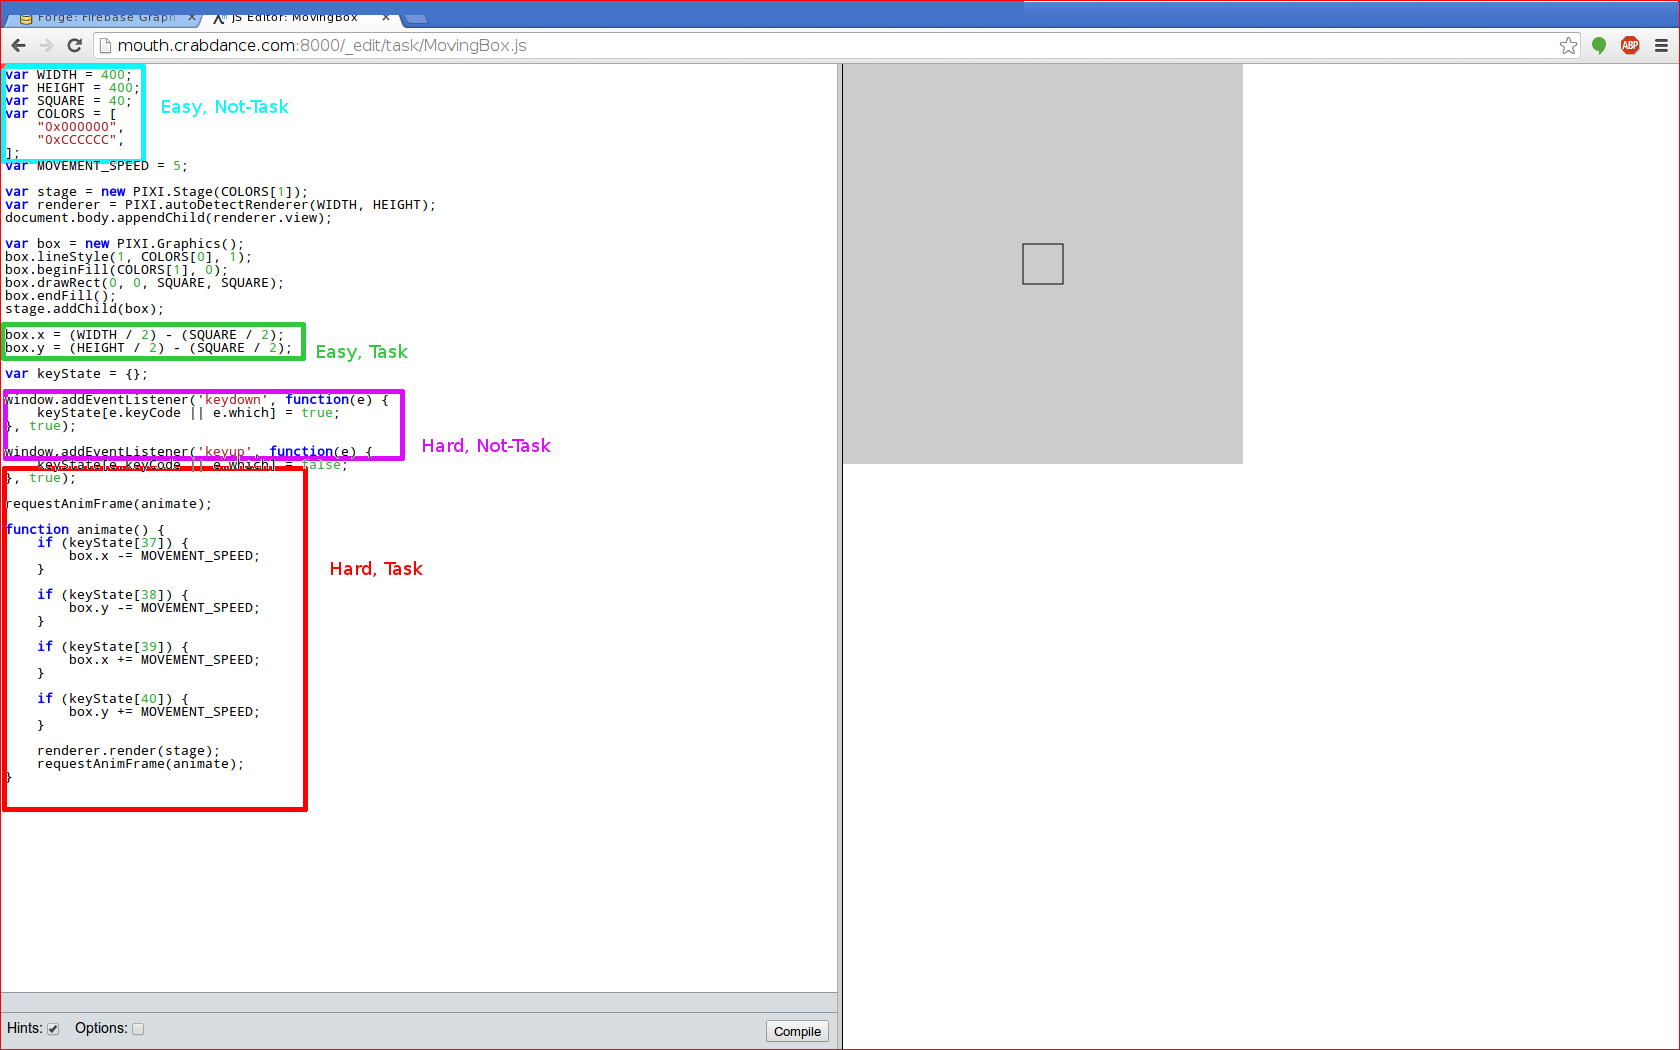 Forge: Firebase Graph
JS Editor: MovingBox
mouth.crabdance.com:8000/_edit/task/MovingBox.js
ABP
var WIDTH = 400;
var HEIGHT = 400;
var SQUARE = 40;
var COLORS = [
    "0x000000",
    "0xCCCCCC",
];
Easy, Not-Task
var MOVEMENT_SPEED = 5;
var stage = new PIXI.Stage(COLORS[1]);
var renderer = PIXI.autoDetectRenderer(WIDTH, HEIGHT);
document.body.appendChild(renderer.view);
var box = new PIXI.Graphics();
box.lineStyle(1, COLORS[0], 1);
box.beginFill(COLORS[1], 0);
box.drawRect(0, 0, SQUARE, SQUARE);
box.endFill();
stage.addChild(box);
box.x = (WIDTH / 2) - (SQUARE / 2);
box.y = (HEIGHT / 2) - (SQUARE / 2);
Easy, Task
var keyState = {};
window.addEventListener('keydown', function(e) {
    keyState[e.keyCode || e.which] = true;
}, true);
window.addEventListener('keyup', function(e) {
Hard, Not-Task
    keyState[e.keyCode || e.which] = false;
}, true);
requestAnimFrame(animate);
function animate() {
    if (keyState[37]) {
        box.x -= MOVEMENT_SPEED;
    }
Hard, Task
    if (keyState[38]) {
        box.y -= MOVEMENT_SPEED;
    }
    if (keyState[39]) {
        box.x += MOVEMENT_SPEED;
    }
    if (keyState[40]) {
        box.y += MOVEMENT_SPEED;
    }
    renderer.render(stage);
    requestAnimFrame(animate);
}
Hints: Options: Compile